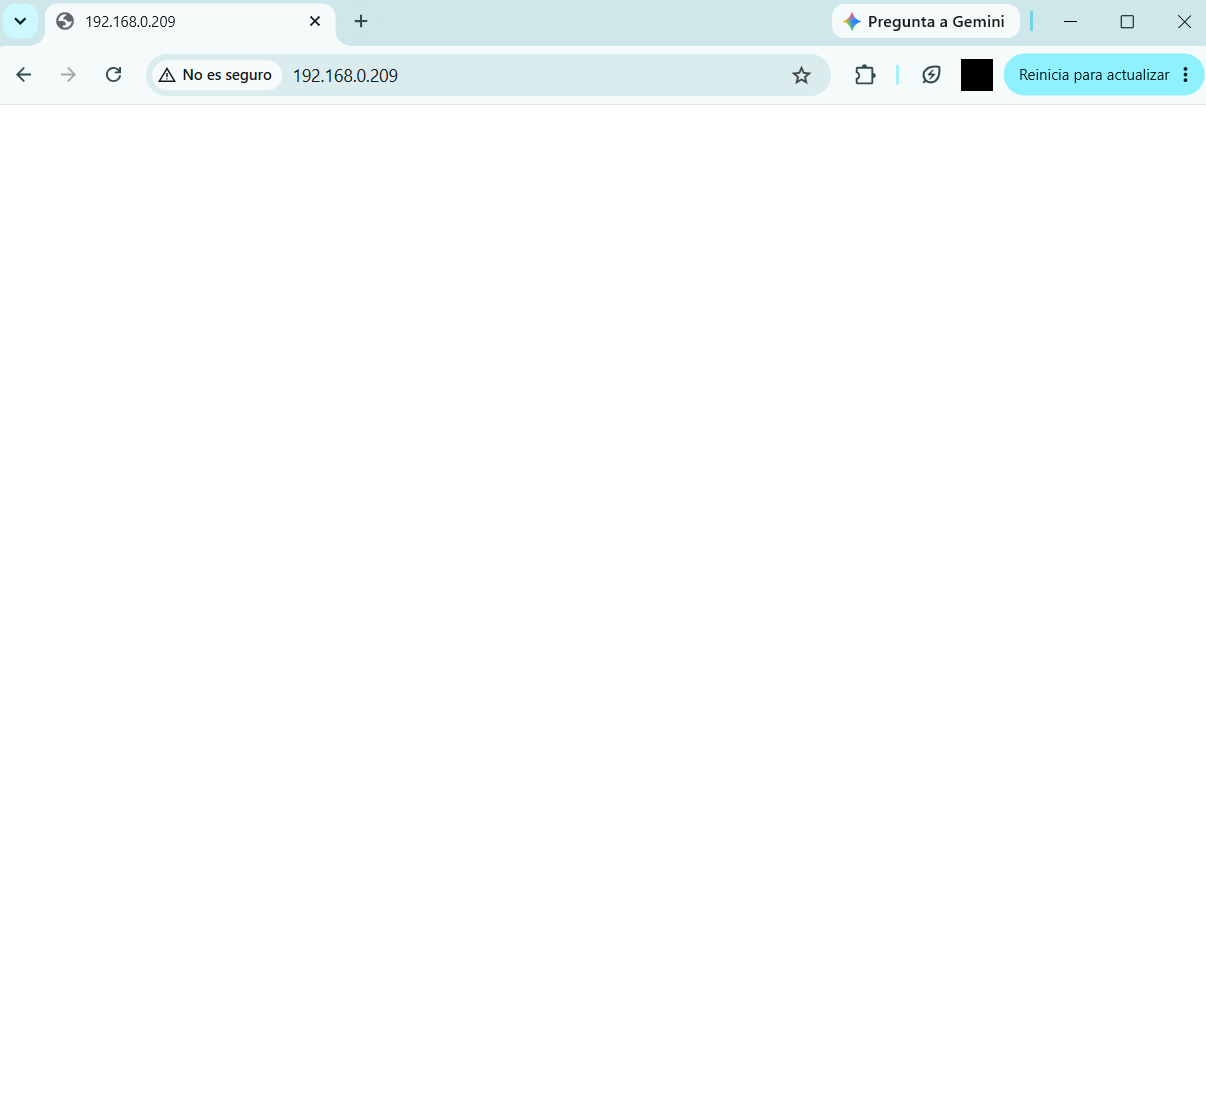 192.168.0.209
Pregunta a Gemini
No es seguro
192.168.0.209
Reinicia para actualizar